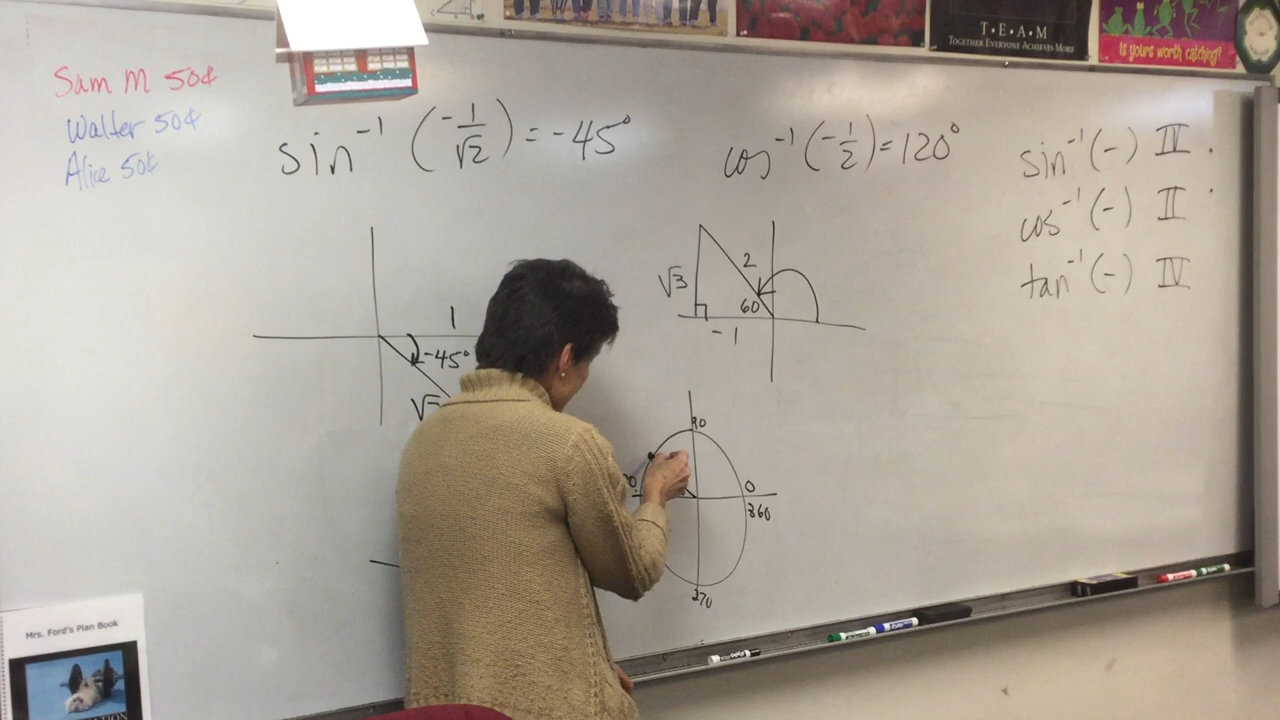 T•E•A•M
TOGETHER EVERYONE ACHIEVES MORE
Is yours worth catching?
Sam M 50¢
Walter 50¢
Alice 50¢
sin⁻¹ (-1/√2) = -45°
cos⁻¹ (-1/2) = 120°
sin⁻¹ (-) IV
cos⁻¹ (-) II
tan⁻¹ (-) IV
1
-45°
2
√3
60
-1
90
0
360
270
Mrs. Ford's Plan Book